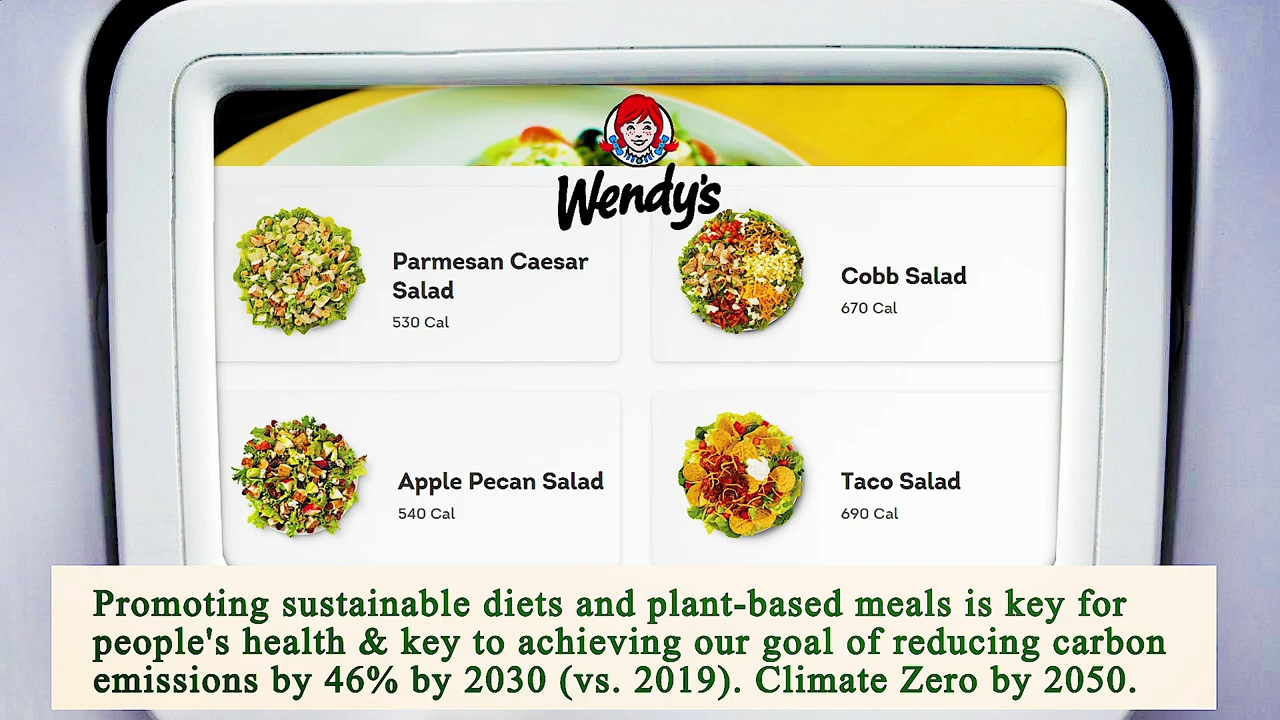 Wendy's
Parmesan Caesar
Salad
530 Cal
Cobb Salad
670 Cal
Apple Pecan Salad
540 Cal
Taco Salad
690 Cal
Promoting sustainable diets and plant-based meals is key for
people's health & key to achieving our goal of reducing carbon
emissions by 46% by 2030 (vs. 2019). Climate Zero by 2050.